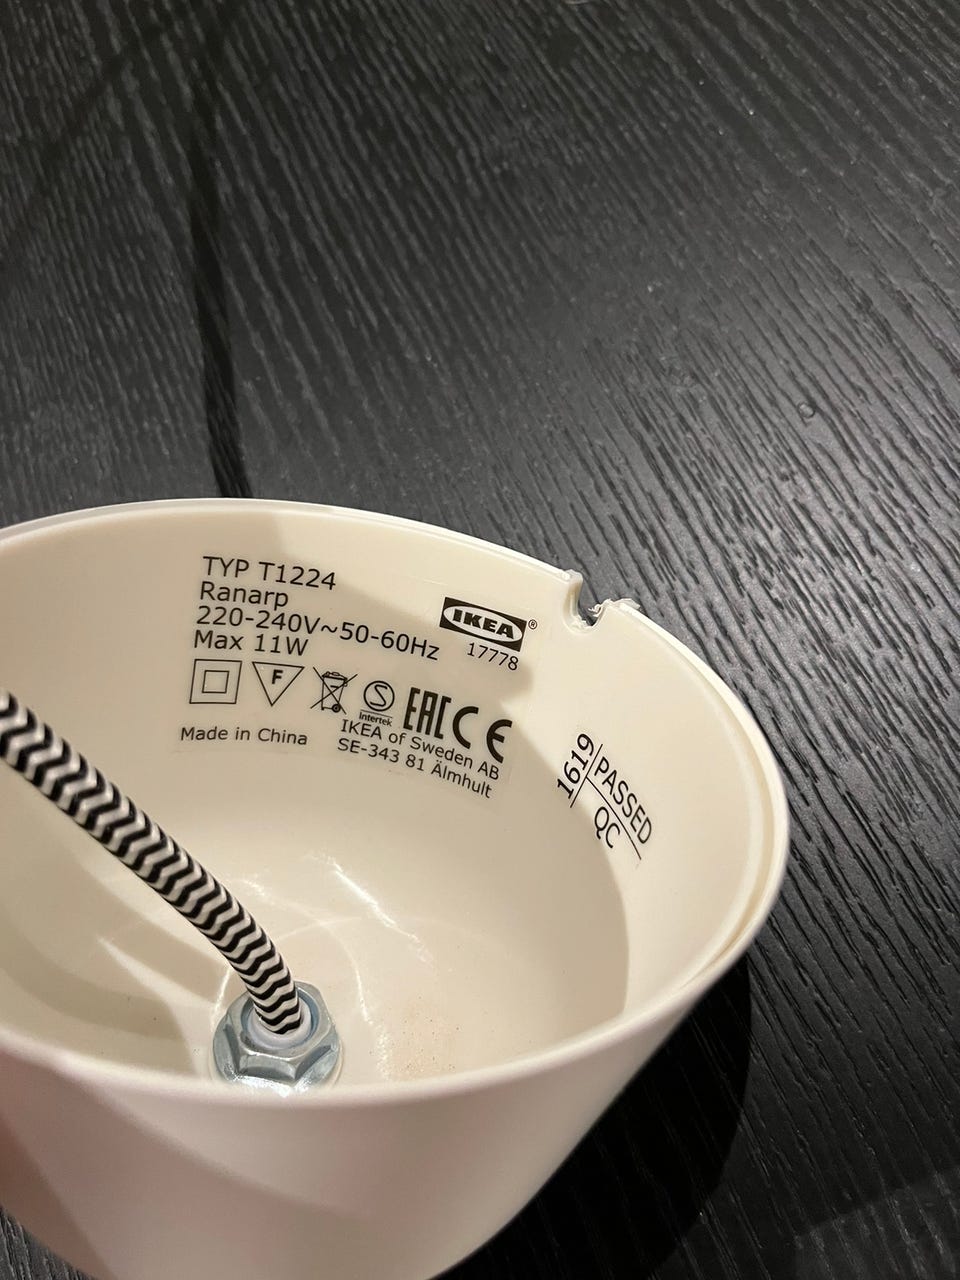 TYP T1224
Ranarp
220-240V~50-60Hz
Max 11W
IKEA®
17778
F
S
Intertek
EAC CE
Made in China
IKEA of Sweden AB
SE-343 81 Älmhult
1619
PASSED
QC